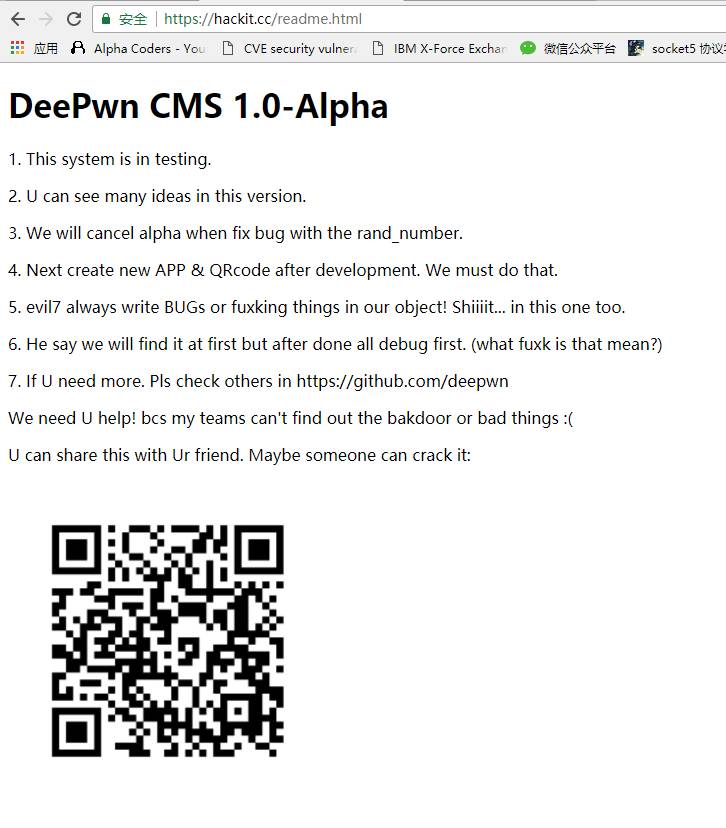 安全 https://hackit.cc/readme.html
应用 Alpha Coders - You CVE security vulner IBM X-Force Exchan 微信公众平台 socket5 协议
DeePwn CMS 1.0-Alpha
1. This system is in testing.
2. U can see many ideas in this version.
3. We will cancel alpha when fix bug with the rand_number.
4. Next create new APP & QRcode after development. We must do that.
5. evil7 always write BUGs or fuxking things in our object! Shiiiit... in this one too.
6. He say we will find it at first but after done all debug first. (what fuxk is that mean?)
7. If U need more. Pls check others in https://github.com/deepwn
We need U help! bcs my teams can't find out the bakdoor or bad things :(
U can share this with Ur friend. Maybe someone can crack it: